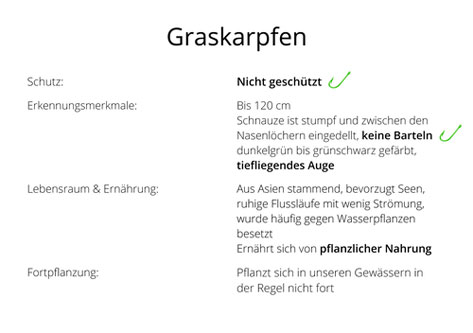 Graskarpfen
Schutz: Nicht geschützt
Erkennungsmerkmale: Bis 120 cm
Schnauze ist stumpf und zwischen den
Nasenlöchern eingedellt, keine Barteln
dunkelgrün bis grünschwarz gefärbt,
tiefliegendes Auge
Lebensraum & Ernährung: Aus Asien stammend, bevorzugt Seen,
ruhige Flussläufe mit wenig Strömung,
wurde häufig gegen Wasserpflanzen
besetzt
Ernährt sich von pflanzlicher Nahrung
Fortpflanzung: Pflanzt sich in unseren Gewässern in
der Regel nicht fort